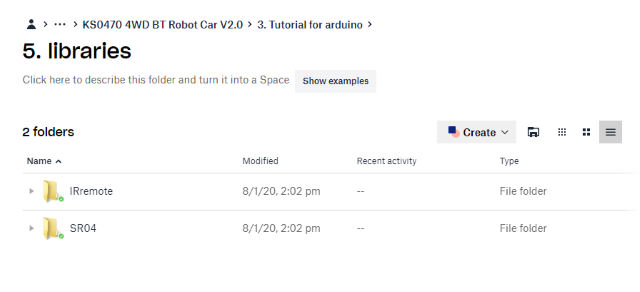 > ··· > KS0470 4WD BT Robot Car V2.0 > 3. Tutorial for arduino >
5. libraries
Click here to describe this folder and turn it into a Space Show examples
2 folders Create
Name Modified Recent activity Type
IRremote 8/1/20, 2:02 pm -- File folder
SR04 8/1/20, 2:02 pm -- File folder